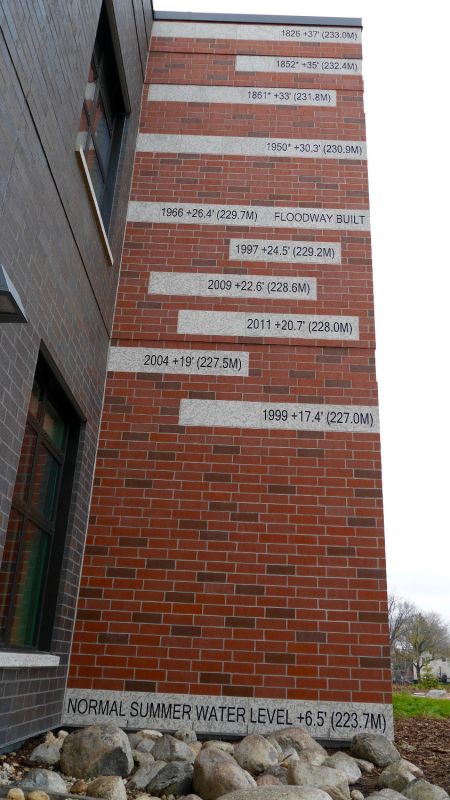 1826 +37' (233.0M)
1852* +35' (232.4M)
1861* +33' (231.8M)
1950* +30.3' (230.9M)
1966 +26.4' (229.7M) FLOODWAY BUILT
1997 +24.5' (229.2M)
2009 +22.6' (228.6M)
2011 +20.7' (228.0M)
2004 +19' (227.5M)
1999 +17.4' (227.0M)
NORMAL SUMMER WATER LEVEL +6.5' (223.7M)